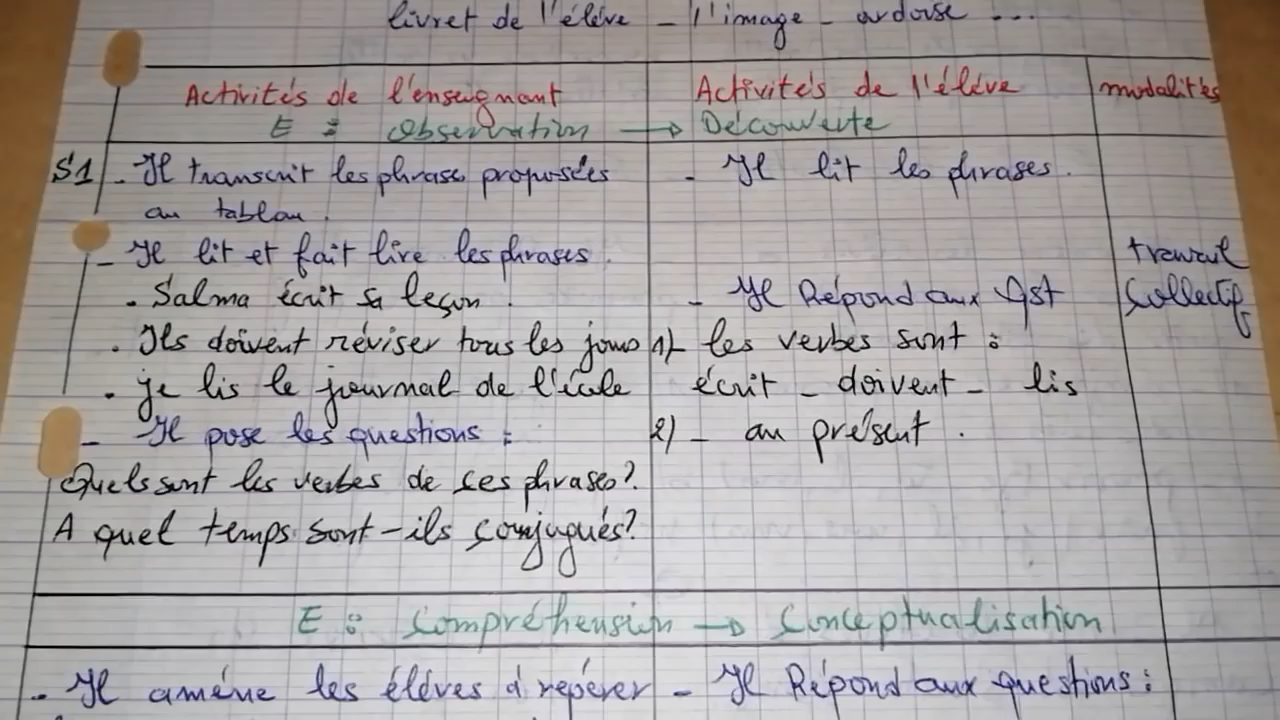 livret de l'élève - l'image - ardoise ...
Activités de l'enseignant
Activités de l'élève
modalités
E : Observation → Découverte
S1
- Il transcrit les phrases proposées
au tableau.
- Il lit et fait lire les phrases.
. Salma écrit sa leçon.
. Ils doivent réviser tous les jours
. je lis le journal de l'école
- Il pose les questions :
Quels sont les verbes de ces phrases?.
A quel temps sont-ils conjugués?
- Il lit les phrases.
- Il Répond aux Qst
1)- les verbes sont :
écrit - doivent - lis
2) - au présent.
travail
collectif
E : Compréhension → Conceptualisation
- Il améne les éléves à repérer
- Il Répond aux questions :